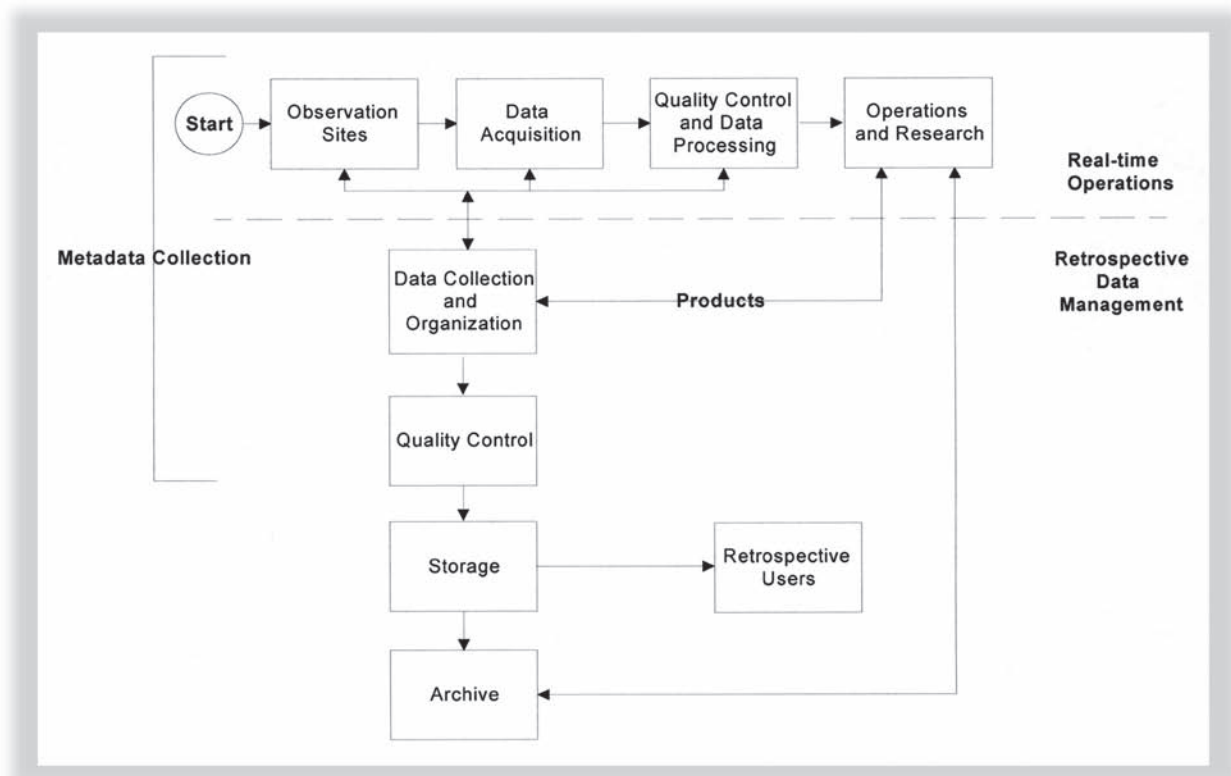 Start
Observation
Sites
Data
Acquisition
Quality Control
and Data
Processing
Operations
and Research
Real-time
Operations
Metadata Collection
Data Collection
and
Organization
Products
Retrospective
Data
Management
Quality Control
Storage
Retrospective
Users
Archive